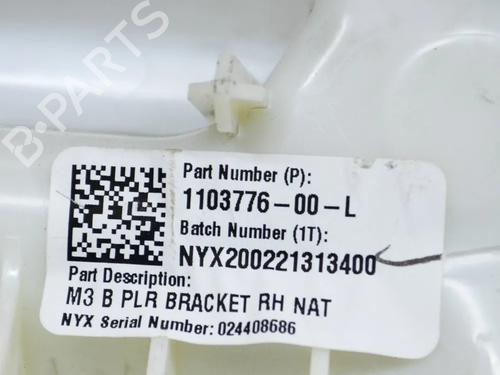 B-PARTS
Part Number (P):
1103776-00-L
Batch Number (1T):
NYX200221313400
Part Description:
M3 B PLR BRACKET RH NAT
NYX Serial Number: 024408686